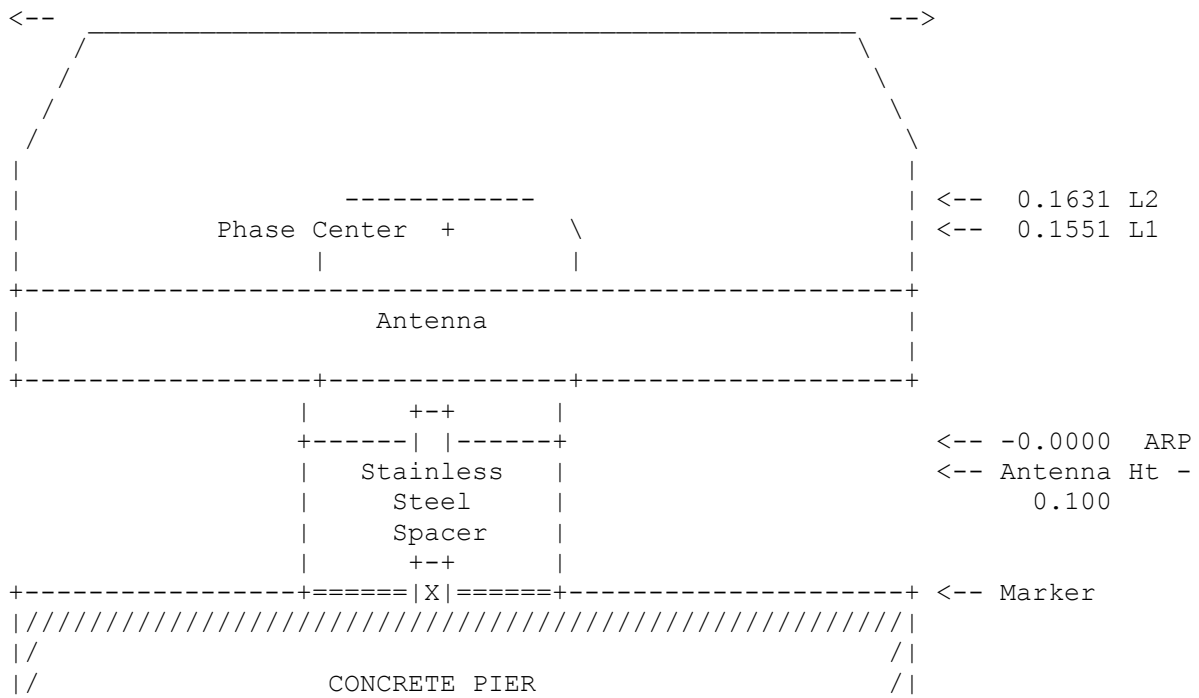 <-- -->
------------ <-- 0.1631 L2
Phase Center + \ <-- 0.1551 L1
Antenna
+-+
<-- -0.0000 ARP
Stainless <-- Antenna Ht -
Steel 0.100
Spacer
+-+
X <-- Marker
CONCRETE PIER